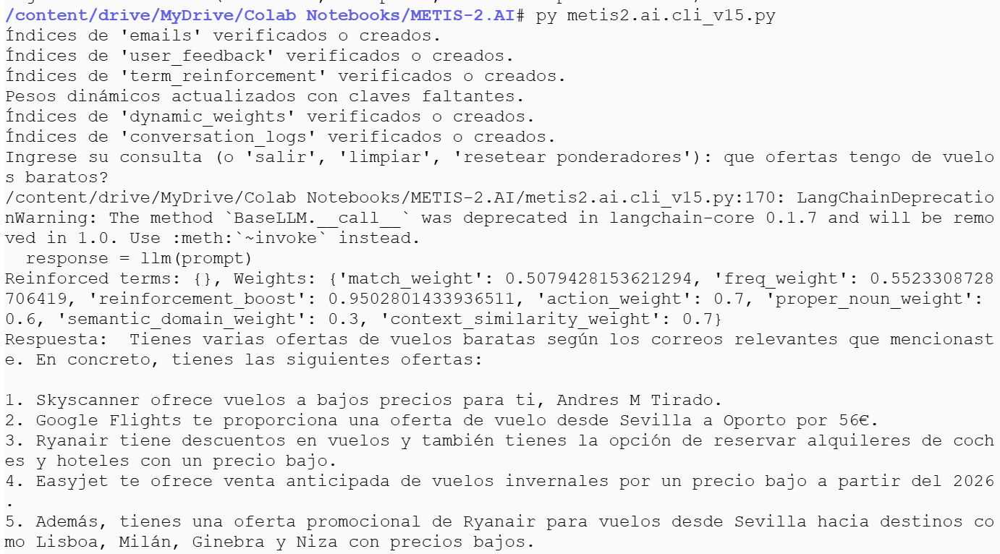 /content/drive/MyDrive/Colab Notebooks/METIS-2.AI# py metis2.ai.cli_v15.py
Índices de 'emails' verificados o creados.
Índices de 'user_feedback' verificados o creados.
Índices de 'term_reinforcement' verificados o creados.
Pesos dinámicos actualizados con claves faltantes.
Índices de 'dynamic_weights' verificados o creados.
Índices de 'conversation_logs' verificados o creados.
Ingrese su consulta (o 'salir', 'limpiar', 'resetear ponderadores'): que ofertas tengo de vuelo
s baratos?
/content/drive/MyDrive/Colab Notebooks/METIS-2.AI/metis2.ai.cli_v15.py:170: LangChainDeprecatio
nWarning: The method `BaseLLM.__call__` was deprecated in langchain-core 0.1.7 and will be remo
ved in 1.0. Use :meth:`~invoke` instead.
  response = llm(prompt)
Reinforced terms: {}, Weights: {'match_weight': 0.5079428153621294, 'freq_weight': 0.5523308728
706419, 'reinforcement_boost': 0.9502801433936511, 'action_weight': 0.7, 'proper_noun_weight':
0.6, 'semantic_domain_weight': 0.3, 'context_similarity_weight': 0.7}
Respuesta:  Tienes varias ofertas de vuelos baratas según los correos relevantes que mencionast
e. En concreto, tienes las siguientes ofertas:

1. Skyscanner ofrece vuelos a bajos precios para ti, Andres M Tirado.
2. Google Flights te proporciona una oferta de vuelo desde Sevilla a Oporto por 56€.
3. Ryanair tiene descuentos en vuelos y también tienes la opción de reservar alquileres de coch
es y hoteles con un precio bajo.
4. Easyjet te ofrece venta anticipada de vuelos invernales por un precio bajo a partir del 2026
.
5. Además, tienes una oferta promocional de Ryanair para vuelos desde Sevilla hacia destinos co
mo Lisboa, Milán, Ginebra y Niza con precios bajos.